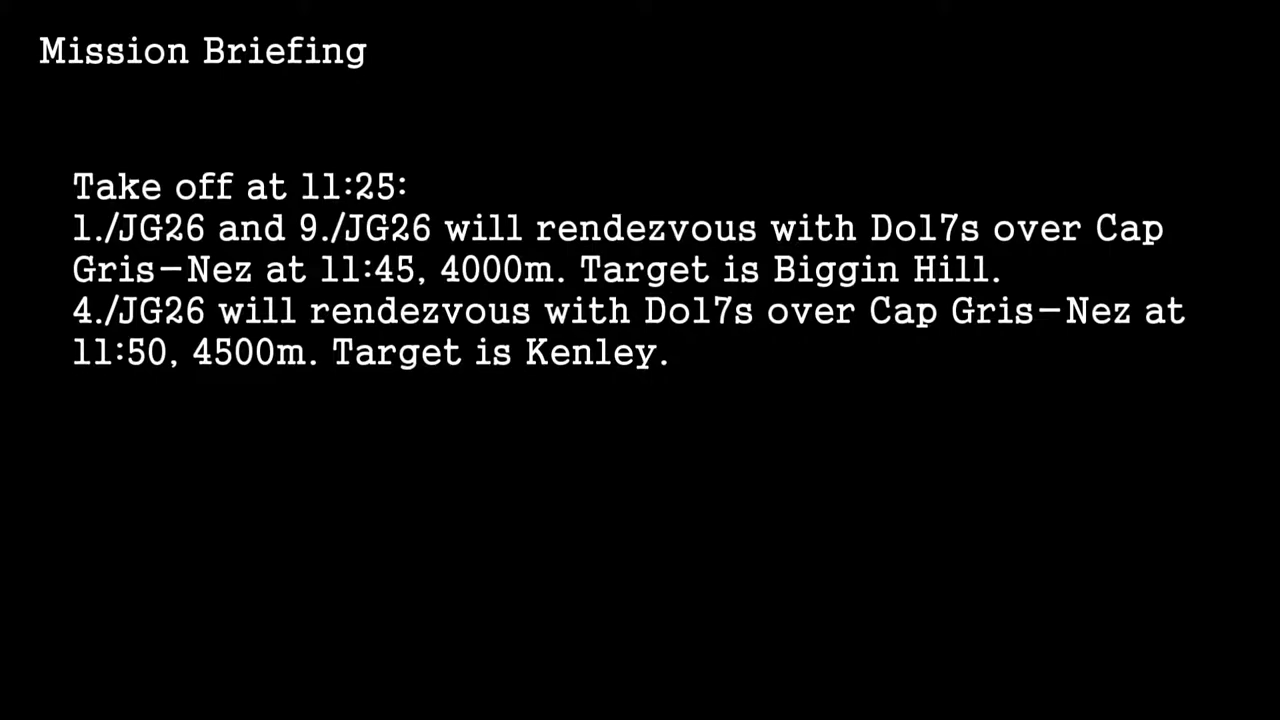 Mission Briefing
Take off at 11:25:
1./JG26 and 9./JG26 will rendezvous with Do17s over Cap
Gris-Nez at 11:45, 4000m. Target is Biggin Hill.
4./JG26 will rendezvous with Do17s over Cap Gris-Nez at
11:50, 4500m. Target is Kenley.